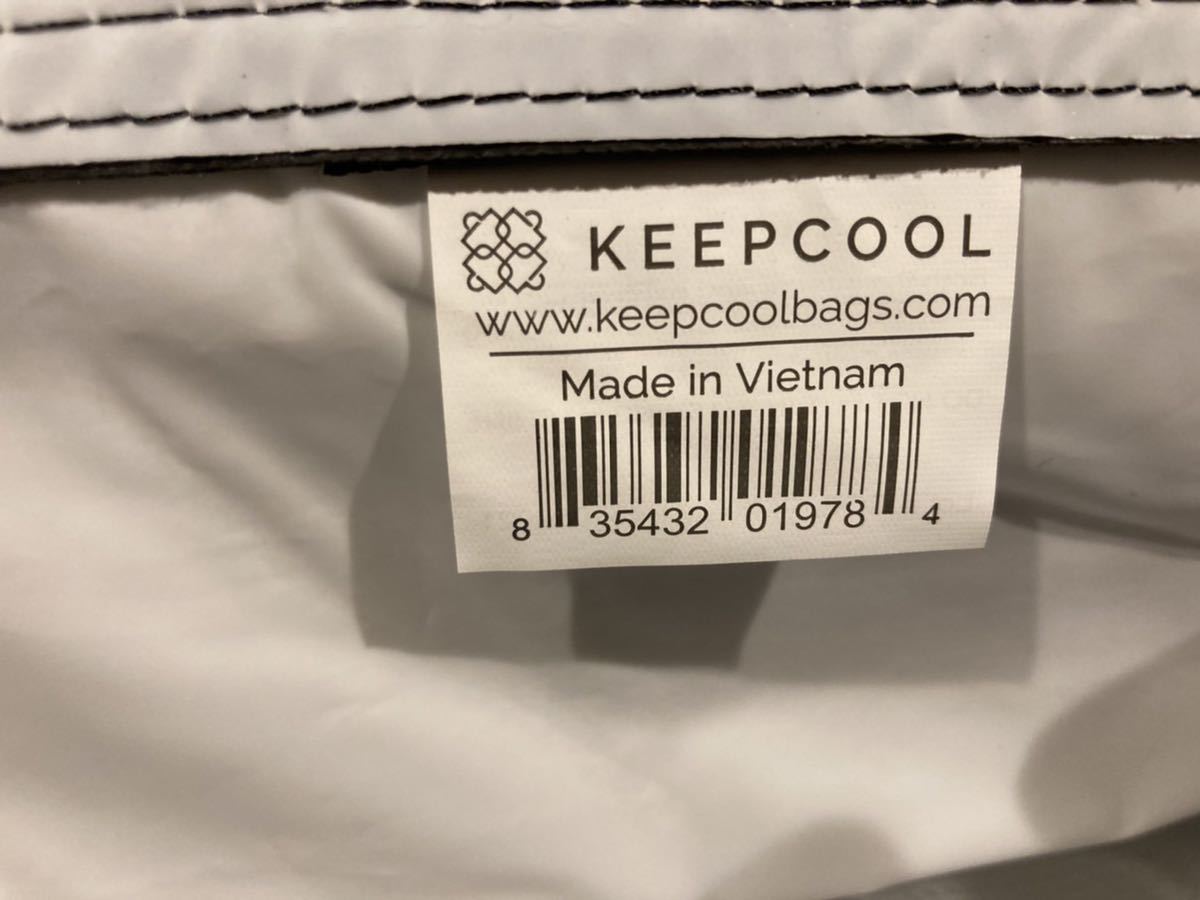 KEEPCOOL
www.keepcoolbags.com
Made in Vietnam
8 35432 01978 4